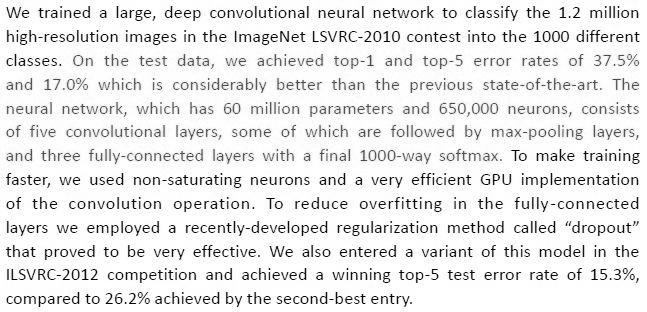 We trained a large, deep convolutional neural network to classify the 1.2 million
high-resolution images in the ImageNet LSVRC-2010 contest into the 1000 different
classes. On the test data, we achieved top-1 and top-5 error rates of 37.5%
and 17.0% which is considerably better than the previous state-of-the-art. The
neural network, which has 60 million parameters and 650,000 neurons, consists
of five convolutional layers, some of which are followed by max-pooling layers,
and three fully-connected layers with a final 1000-way softmax. To make training
faster, we used non-saturating neurons and a very efficient GPU implementation
of the convolution operation. To reduce overfitting in the fully-connected
layers we employed a recently-developed regularization method called “dropout”
that proved to be very effective. We also entered a variant of this model in the
ILSVRC-2012 competition and achieved a winning top-5 test error rate of 15.3%,
compared to 26.2% achieved by the second-best entry.